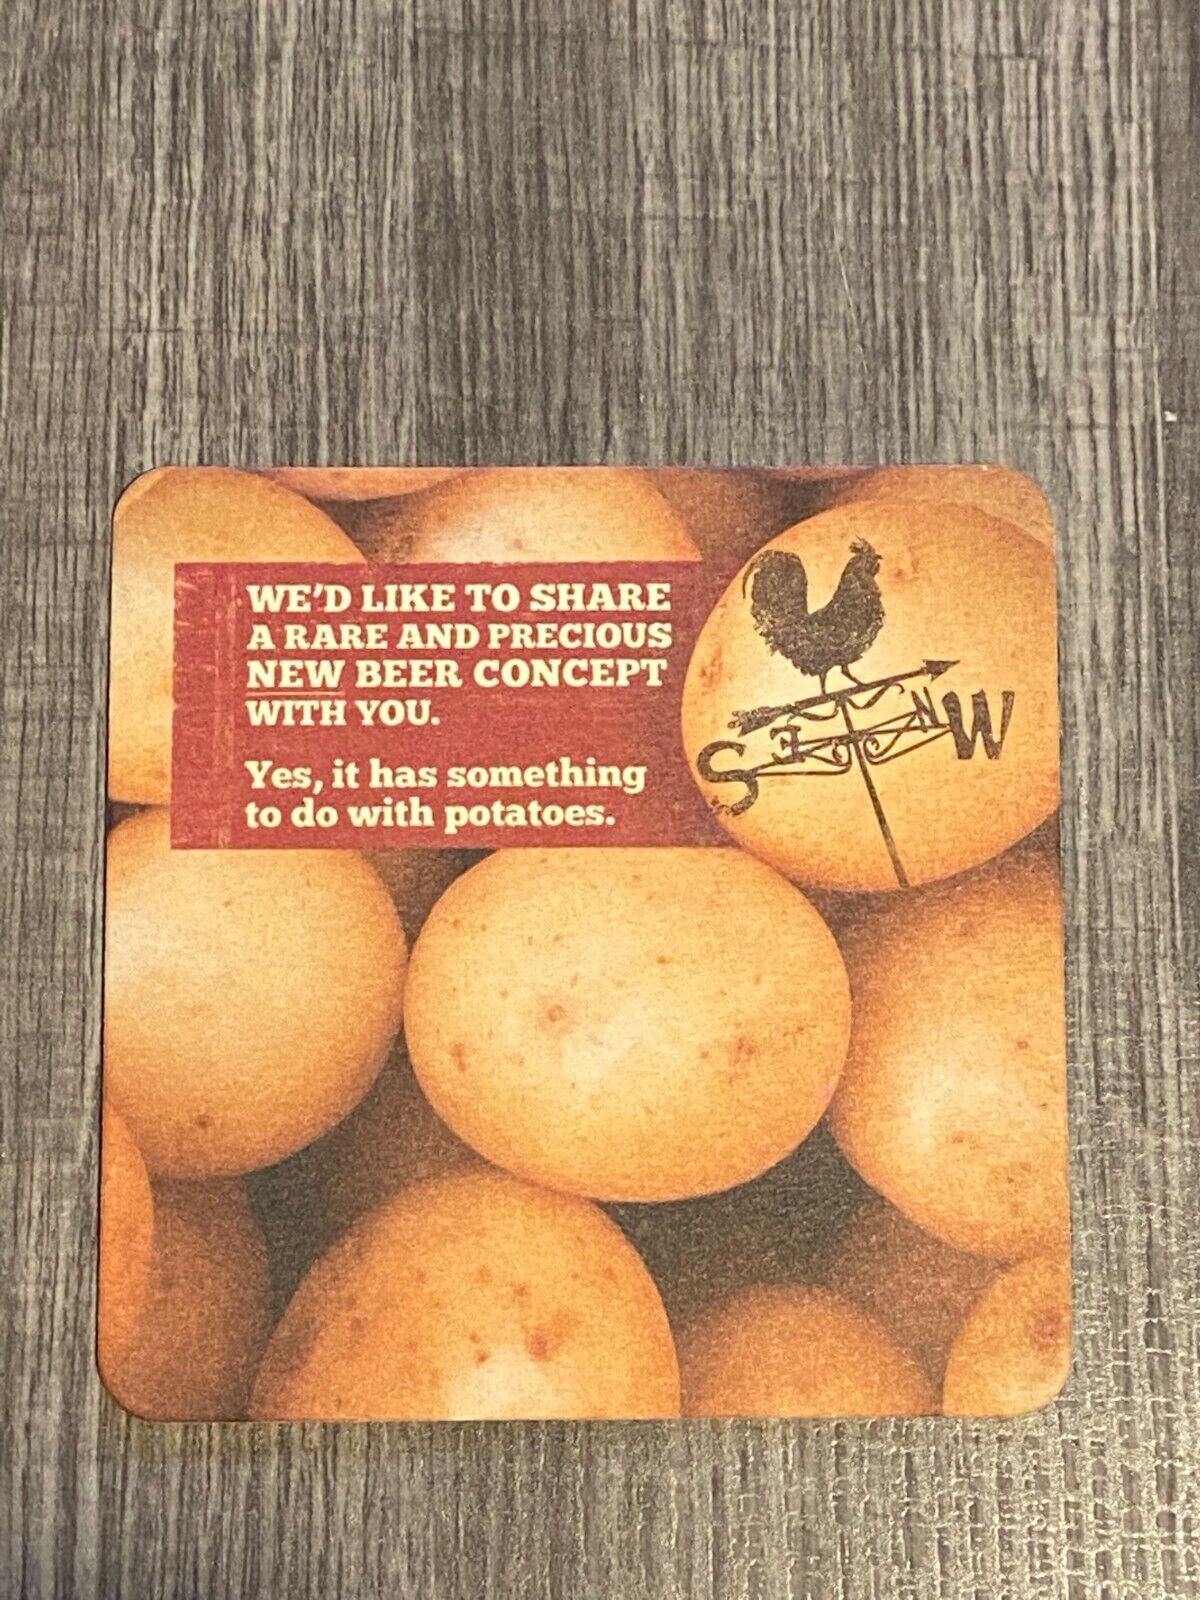 WE'D LIKE TO SHARE
A RARE AND PRECIOUS
NEW BEER CONCEPT
WITH YOU.
Yes, it has something
to do with potatoes.
N
W
E
S